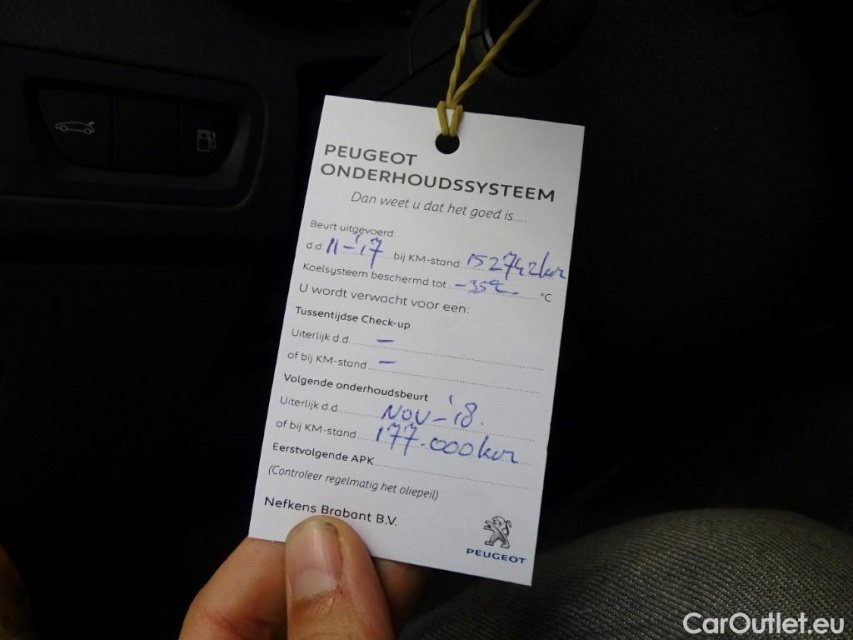 PEUGEOT
ONDERHOUDSSYSTEEM
Dan weet u dat het goed is....
Beurt uitgevoerd
d.d. 11-'17 bij KM-stand 152742km
Koelsysteem beschermd tot -35℃ °C
U wordt verwacht voor een:
Tussentijdse Check-up
Uiterlijk d.d. –
of bij KM-stand –
Volgende onderhoudsbeurt
Uiterlijk d.d. NOV-'18.
of bij KM-stand 177.000km
Eerstvolgende APK
(Controleer regelmatig het oliepeil)
Nefkens Brabant B.V.
PEUGEOT
CarOutlet.eu